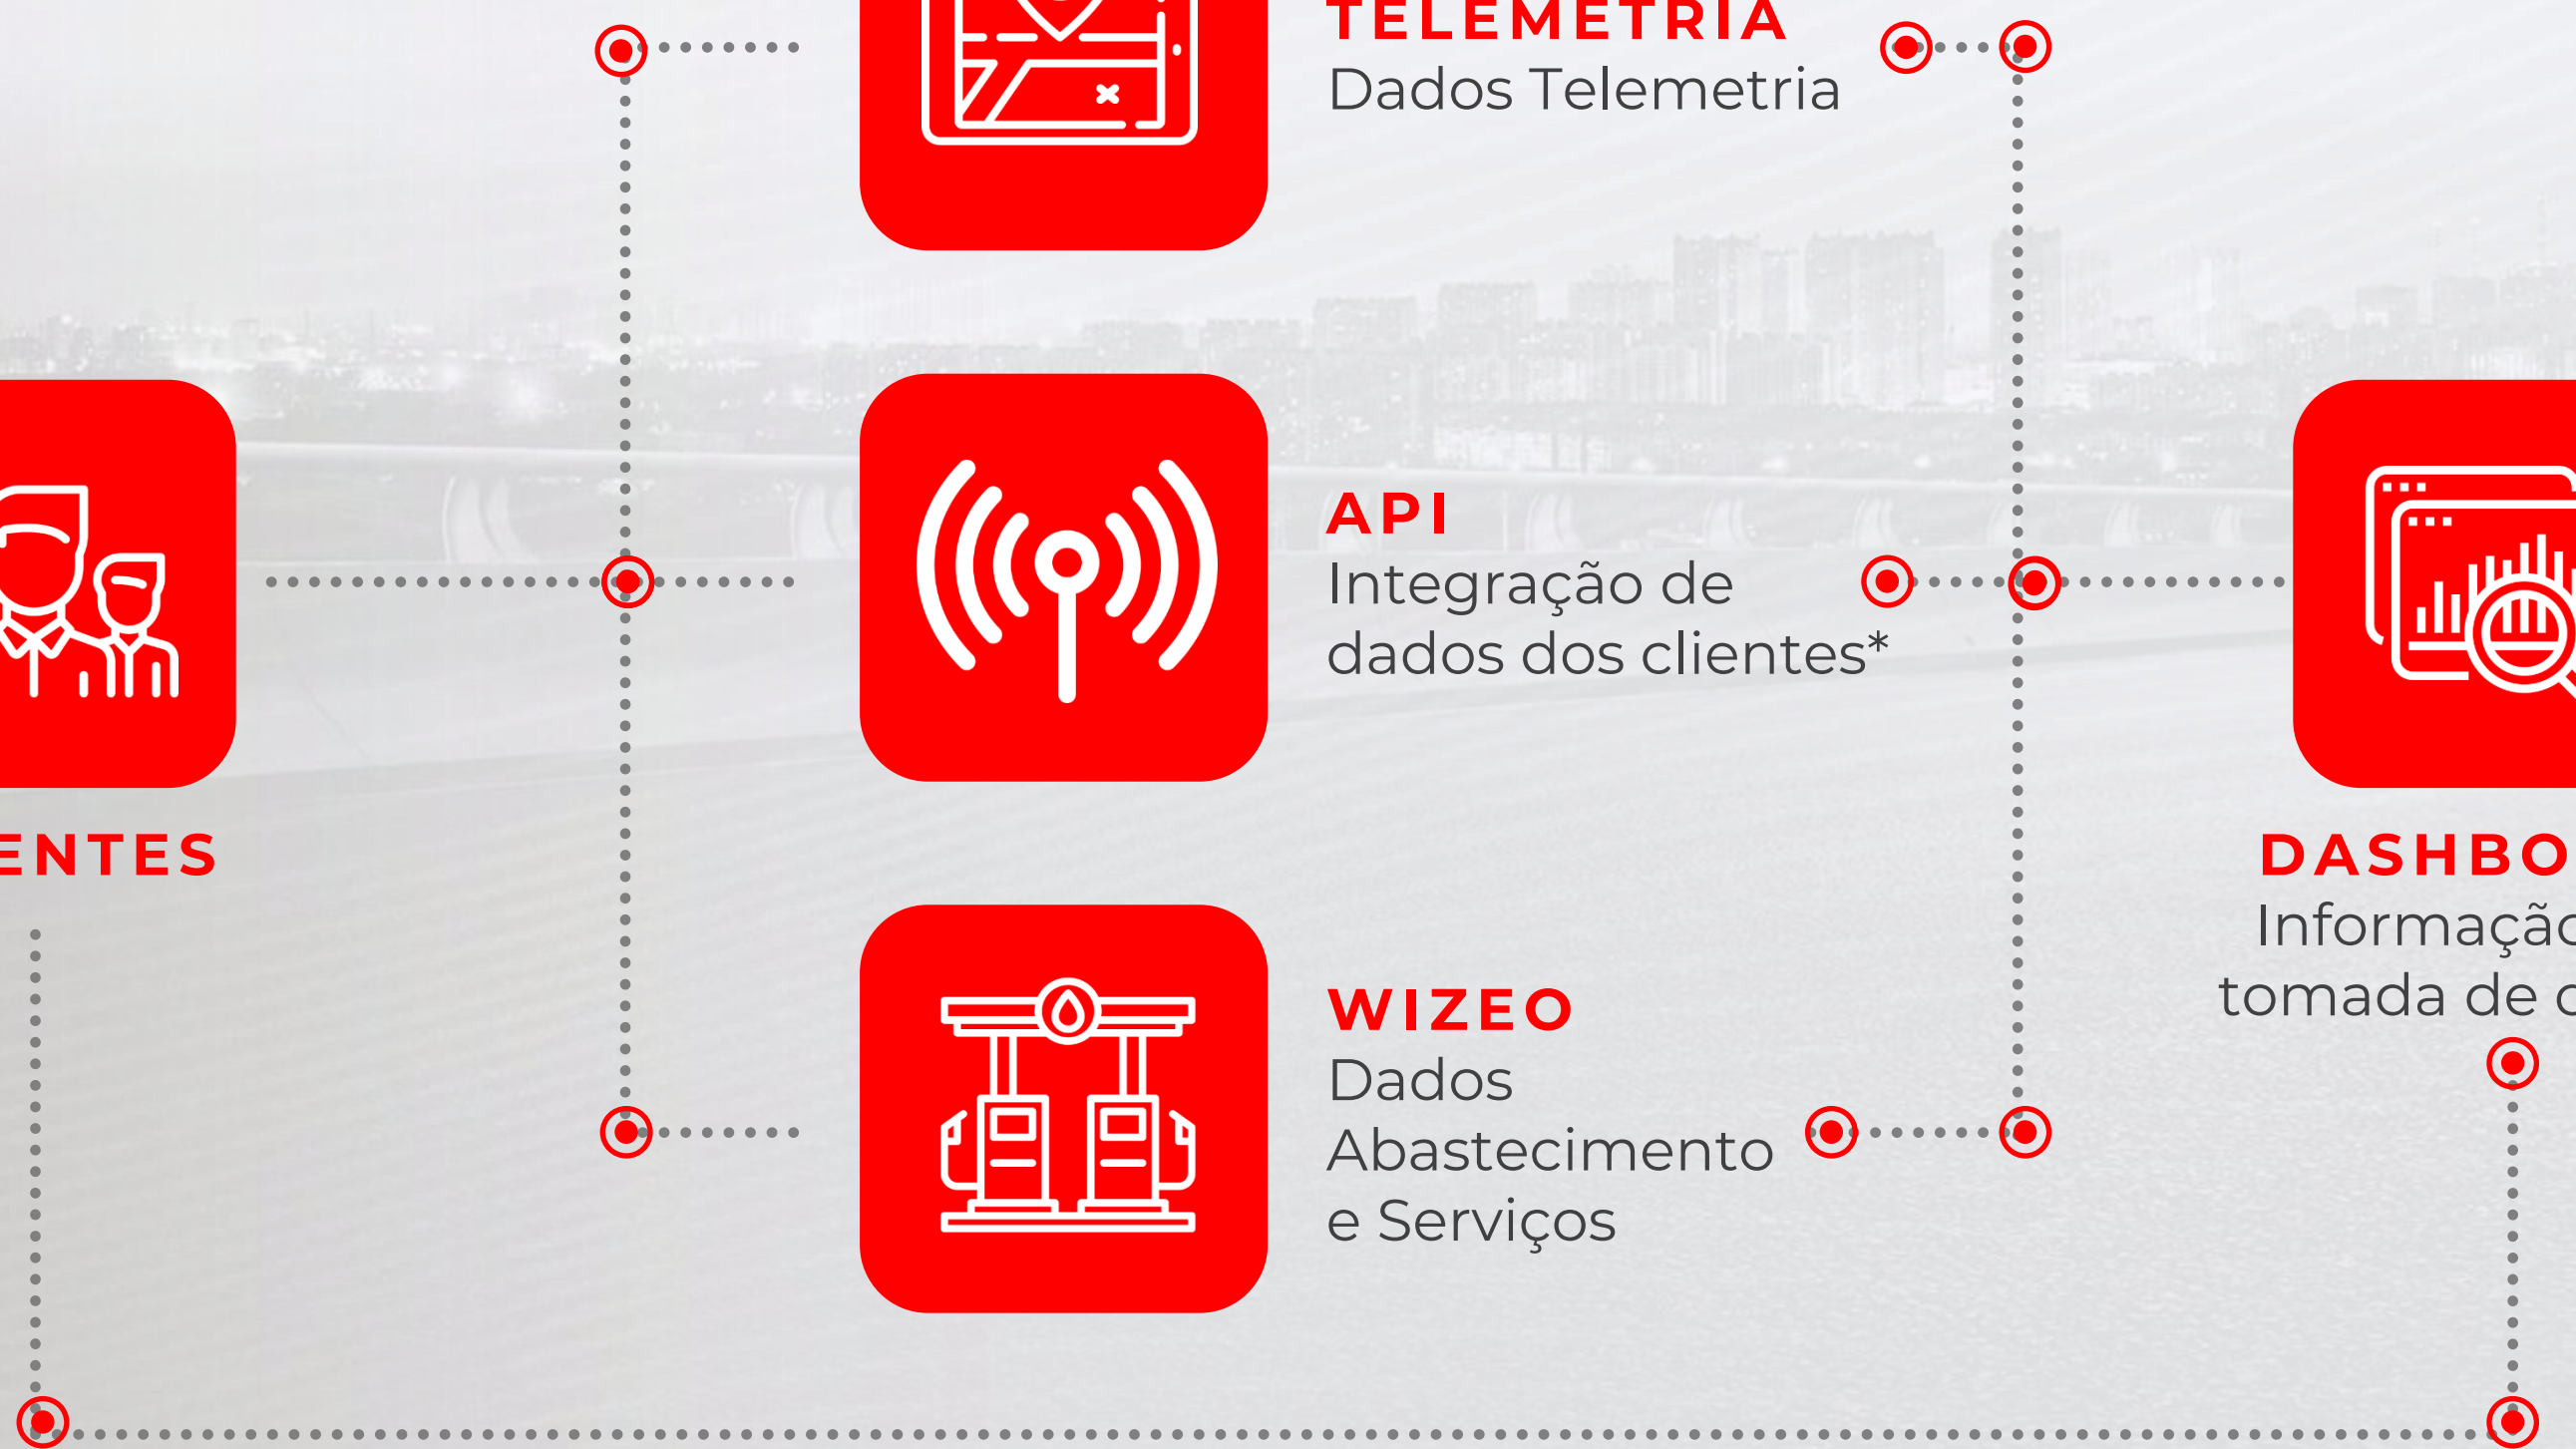 TELEMETRIA
Dados Telemetria
API
Integração de
dados dos clientes*
ENTES
WIZEO
Dados
Abastecimento
e Serviços
DASHBO
Informaçã
tomada de